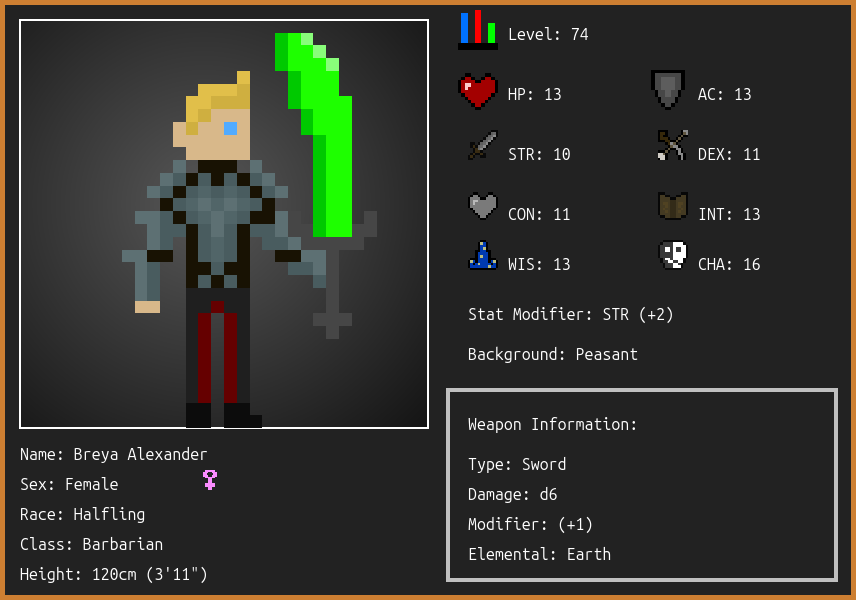 Level: 74
HP: 13
AC: 13
STR: 10
DEX: 11
CON: 11
INT: 13
WIS: 13
CHA: 16
Stat Modifier: STR (+2)
Background: Peasant
Weapon Information:
Type: Sword
Damage: d6
Modifier: (+1)
Elemental: Earth
Name: Breya Alexander
Sex: Female
Race: Halfling
Class: Barbarian
Height: 120cm (3'11")